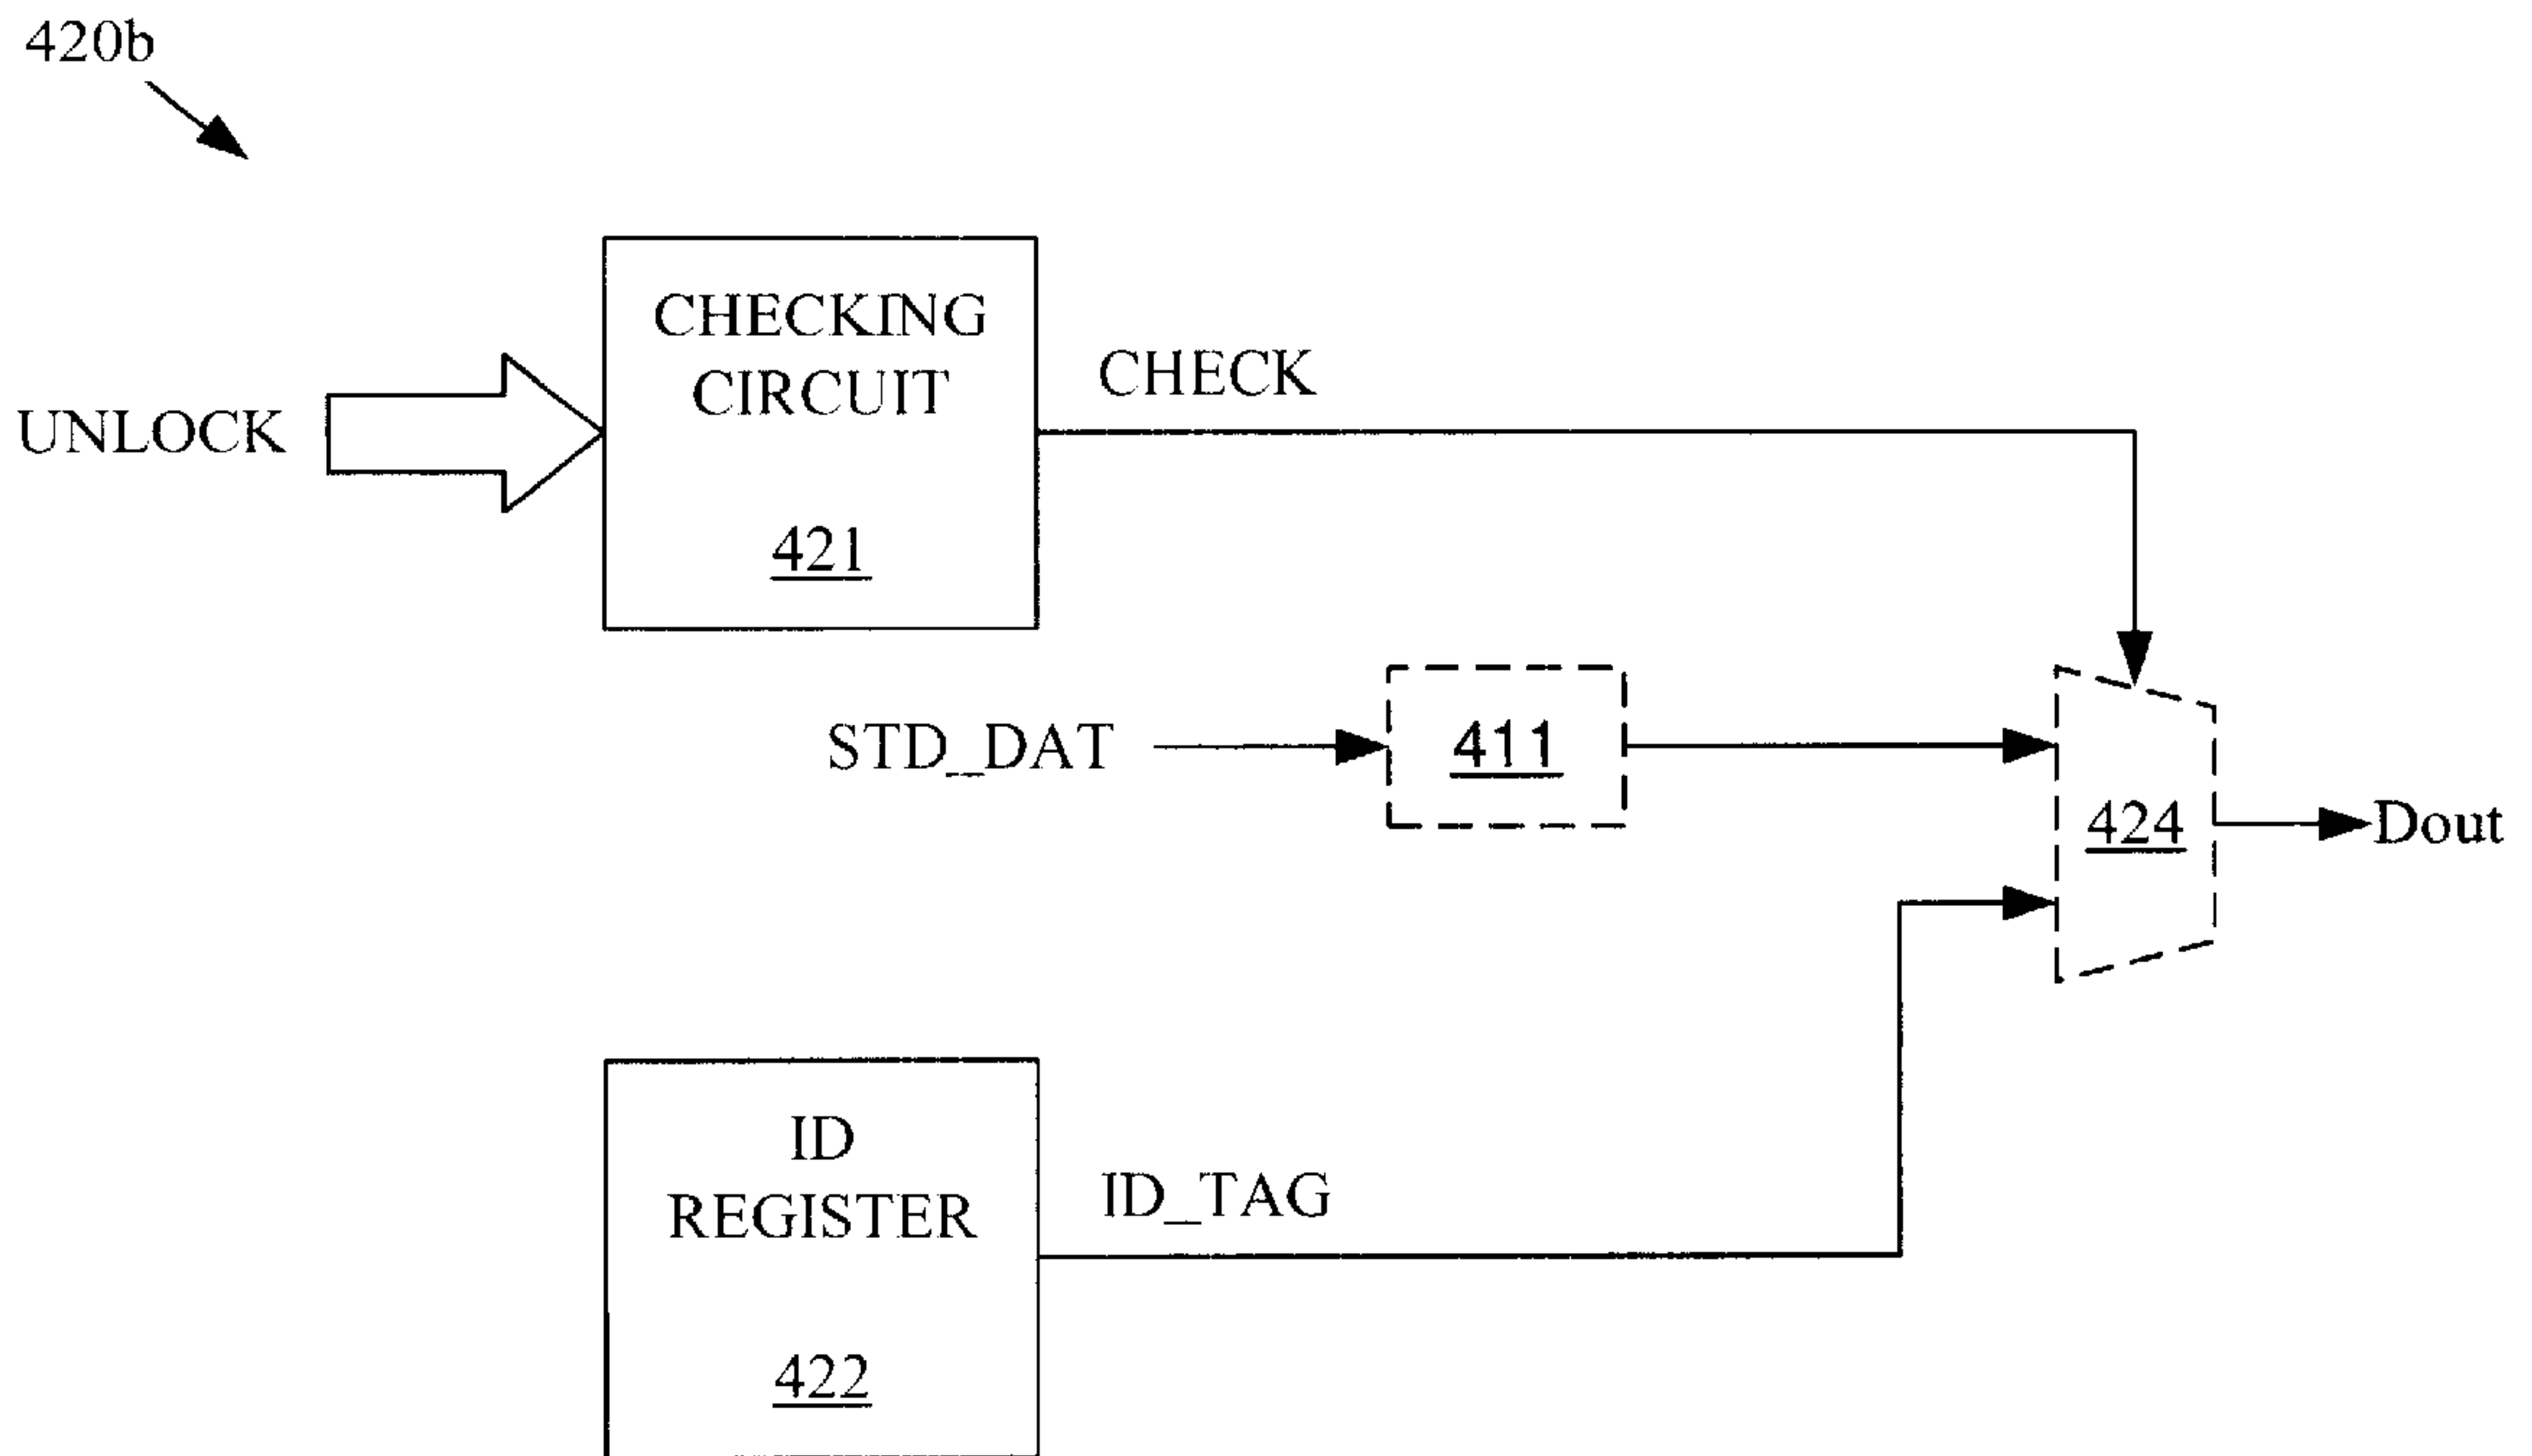 420b
CHECKING
CIRCUIT
421
UNLOCK
CHECK
STD_DAT
411
424
Dout
ID
REGISTER
422
ID_TAG